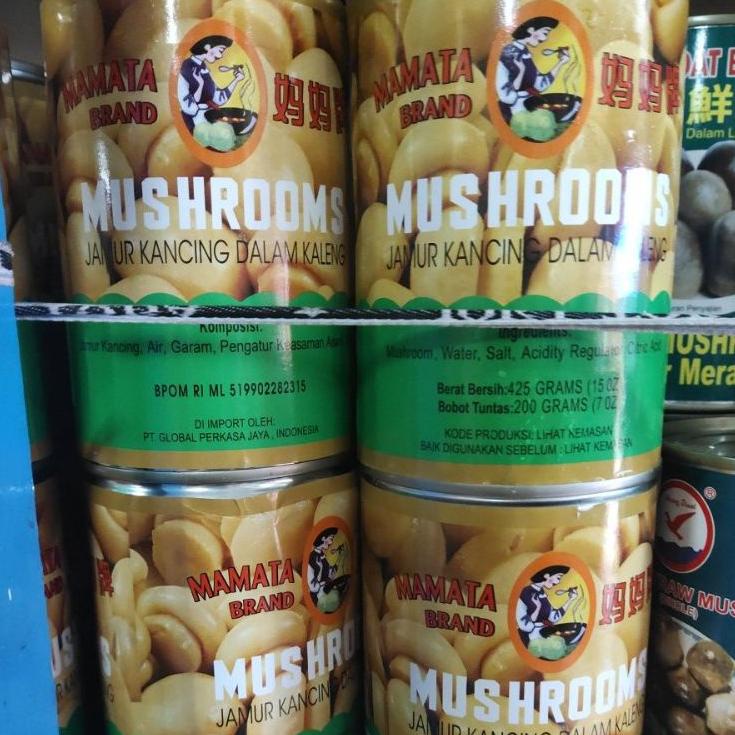 MAMATA
BRAND
妈妈牌
MUSHROOMS
JAMUR KANCING DALAM KALENG
MAMATA
BRAND
妈妈牌
MUSHROOMS
JAMUR KANCING DALAM KALENG
鮮
Dalam
Komposisi:
Jamur Kancing, Air, Garam, Pengatur Keasaman
BPOM RI ML 519902282315
DI IMPORT OLEH:
PT. GLOBAL PERKASA JAYA, INDONESIA
Ingredients:
Mushroom, Water, Salt, Acidity Regulator Citric Acid
Berat Bersih:425 GRAMS (15 OZ
Bobot Tuntas:200 GRAMS (7 OZ
KODE PRODUKSI: LIHAT KEMASAN
BAIK DIGUNAKAN SEBELUM : LIHAT KEMASAN
MAMATA
BRAND
MUSHRO
JAMUR KANCING
MAMATA
BRAND
妈妈
MUSHROOMS
JAMUR KANCING DALAM KALENG